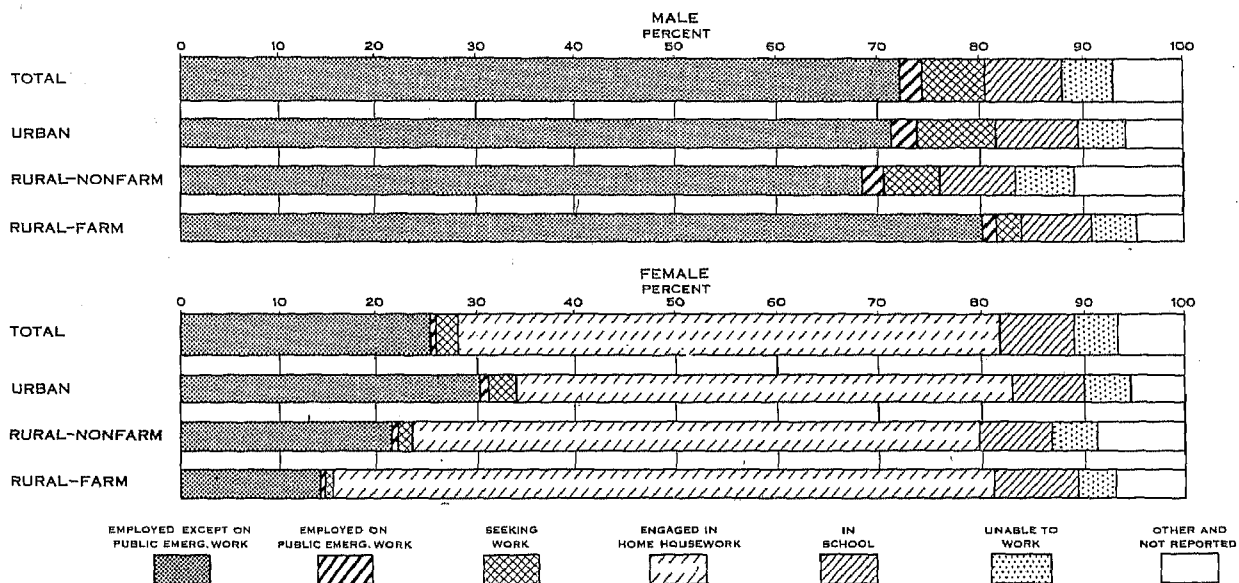 MALE
PERCENT
0 10 20 30 40 50 60 70 80 90 100
TOTAL
URBAN
RURAL-NONFARM
RURAL-FARM
FEMALE
PERCENT
0 10 20 30 40 50 60 70 80 90 100
TOTAL
URBAN
RURAL-NONFARM
RURAL-FARM
EMPLOYED EXCEPT ON
PUBLIC EMERG. WORK
EMPLOYED ON
PUBLIC EMERG. WORK
SEEKING
WORK
ENGAGED IN
HOME HOUSEWORK
IN
SCHOOL
UNABLE TO
WORK
OTHER AND
NOT REPORTED